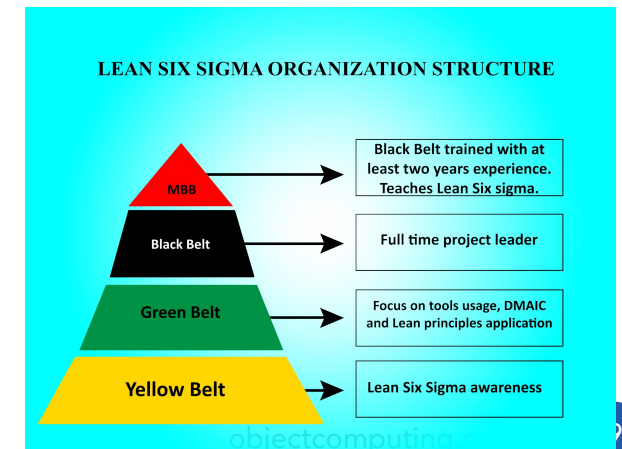 LEAN SIX SIGMA ORGANIZATION STRUCTURE
MBB
Black Belt trained with at
least two years experience.
Teaches Lean Six sigma.
Black Belt
Full time project leader
Green Belt
Focus on tools usage, DMAIC
and Lean principles application
Yellow Belt
Lean Six Sigma awareness